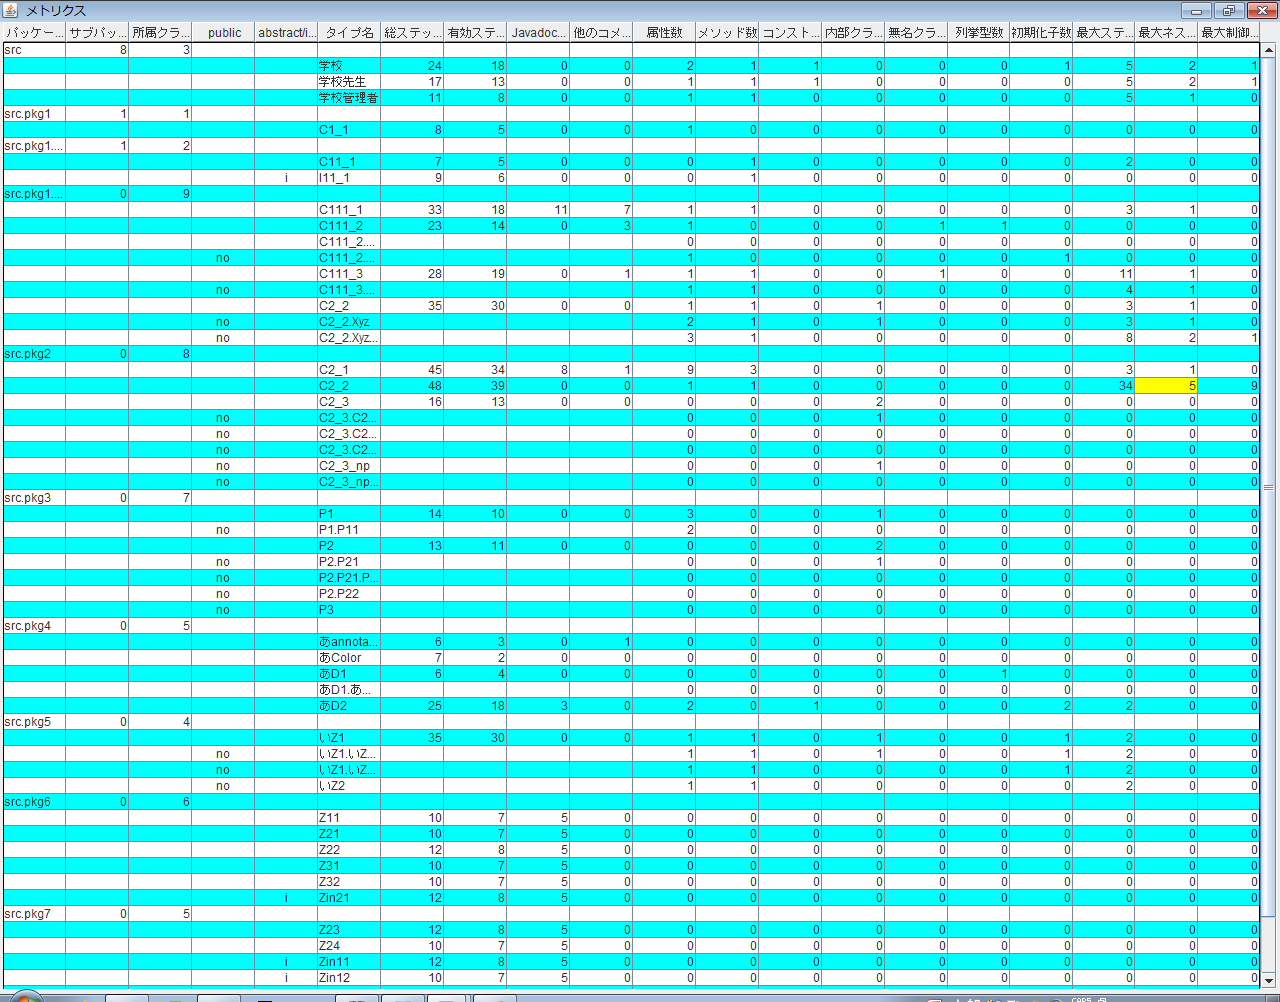 メトリクス
パッケー... サブパッ... 所属クラ... public abstract/i... タイプ名 総ステッ... 有効ステ... Javadoc... 他のコメ... 属性数 メソッド数 コンスト... 内部クラ... 無名クラ... 列挙型数 初期化子数 最大ステ... 最大ネス... 最大制御...
src 8 3
学校 24 18 0 0 2 1 1 0 0 0 1 5 2 1
学校先生 17 13 0 0 1 1 1 0 0 0 0 5 2 1
学校管理者 11 8 0 0 1 1 0 0 0 0 0 5 1 0
src.pkg1 1 1
C1_1 8 5 0 0 1 0 0 0 0 0 0 0 0 0
src.pkg1.... 1 2
C11_1 7 5 0 0 0 1 0 0 0 0 0 2 0 0
i I11_1 9 6 0 0 0 1 0 0 0 0 0 0 0 0
src.pkg1.... 0 9
C111_1 33 18 11 7 1 1 0 0 0 0 0 3 1 0
C111_2 23 14 0 3 1 0 0 0 1 1 0 0 0 0
C111_2.... 0 0 0 0 0 0 0 0 0 0
no C111_2.... 1 0 0 0 0 0 1 0 0 0
C111_3 28 19 0 1 1 1 0 0 1 0 0 11 1 0
no C111_3.... 1 1 0 0 0 0 0 4 1 0
C2_2 35 30 0 0 1 1 0 1 0 0 0 3 1 0
no C2_2.Xyz 2 1 0 1 0 0 0 3 1 0
no C2_2.Xyz... 3 1 0 0 0 0 0 8 2 1
src.pkg2 0 8
C2_1 45 34 8 1 9 3 0 0 0 0 0 3 1 0
C2_2 48 39 0 0 1 1 0 0 0 0 0 34 5 9
C2_3 16 13 0 0 0 0 0 2 0 0 0 0 0 0
no C2_3.C2... 0 0 0 1 0 0 0 0 0 0
no C2_3.C2... 0 0 0 0 0 0 0 0 0 0
no C2_3.C2... 0 0 0 0 0 0 0 0 0 0
no C2_3_np 0 0 0 1 0 0 0 0 0 0
no C2_3_np... 0 0 0 0 0 0 0 0 0 0
src.pkg3 0 7
P1 14 10 0 0 3 0 0 1 0 0 0 0 0 0
no P1.P11 2 0 0 0 0 0 0 0 0 0
P2 13 11 0 0 0 0 0 2 0 0 0 0 0 0
no P2.P21 0 0 0 1 0 0 0 0 0 0
no P2.P21.P... 0 0 0 0 0 0 0 0 0 0
no P2.P22 0 0 0 0 0 0 0 0 0 0
no P3 0 0 0 0 0 0 0 0 0 0
src.pkg4 0 5
あannota... 6 3 0 1 0 0 0 0 0 0 0 0 0 0
あColor 7 2 0 0 0 0 0 0 0 0 0 0 0 0
あD1 6 4 0 0 0 0 0 0 0 1 0 0 0 0
あD1.あ... 0 0 0 0 0 0 0 0 0 0
あD2 25 18 3 0 2 0 1 0 0 0 2 2 0 0
src.pkg5 0 4
いZ1 35 30 0 0 1 1 0 1 0 0 1 2 0 0
no いZ1.いZ... 1 1 0 1 0 0 1 2 0 0
no いZ1.いZ... 1 1 0 0 0 0 1 2 0 0
no いZ2 1 1 0 0 0 0 0 2 0 0
src.pkg6 0 6
Z11 10 7 5 0 0 0 0 0 0 0 0 0 0 0
Z21 10 7 5 0 0 0 0 0 0 0 0 0 0 0
Z22 12 8 5 0 0 0 0 0 0 0 0 0 0 0
Z31 10 7 5 0 0 0 0 0 0 0 0 0 0 0
Z32 10 7 5 0 0 0 0 0 0 0 0 0 0 0
i Zin21 12 8 5 0 0 0 0 0 0 0 0 0 0 0
src.pkg7 0 5
Z23 12 8 5 0 0 0 0 0 0 0 0 0 0 0
Z24 10 7 5 0 0 0 0 0 0 0 0 0 0 0
i Zin11 12 8 5 0 0 0 0 0 0 0 0 0 0 0
i Zin12 10 7 5 0 0 0 0 0 0 0 0 0 0 0